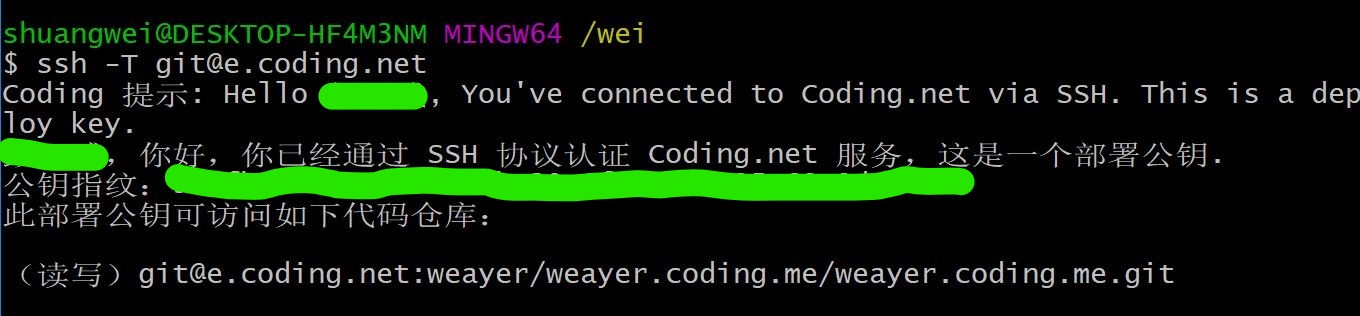 shuangwei@DESKTOP-HF4M3NM MINGW64 /wei
$ ssh -T git@e.coding.net
Coding 提示: Hello , You've connected to Coding.net via SSH. This is a dep
loy key.
，你好，你已经通过 SSH 协议认证 Coding.net 服务，这是一个部署公钥.
公钥指纹：
此部署公钥可访问如下代码仓库：
（读写）git@e.coding.net:weayer/weayer.coding.me/weayer.coding.me.git